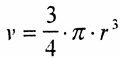 v = 3/4 · π · r³